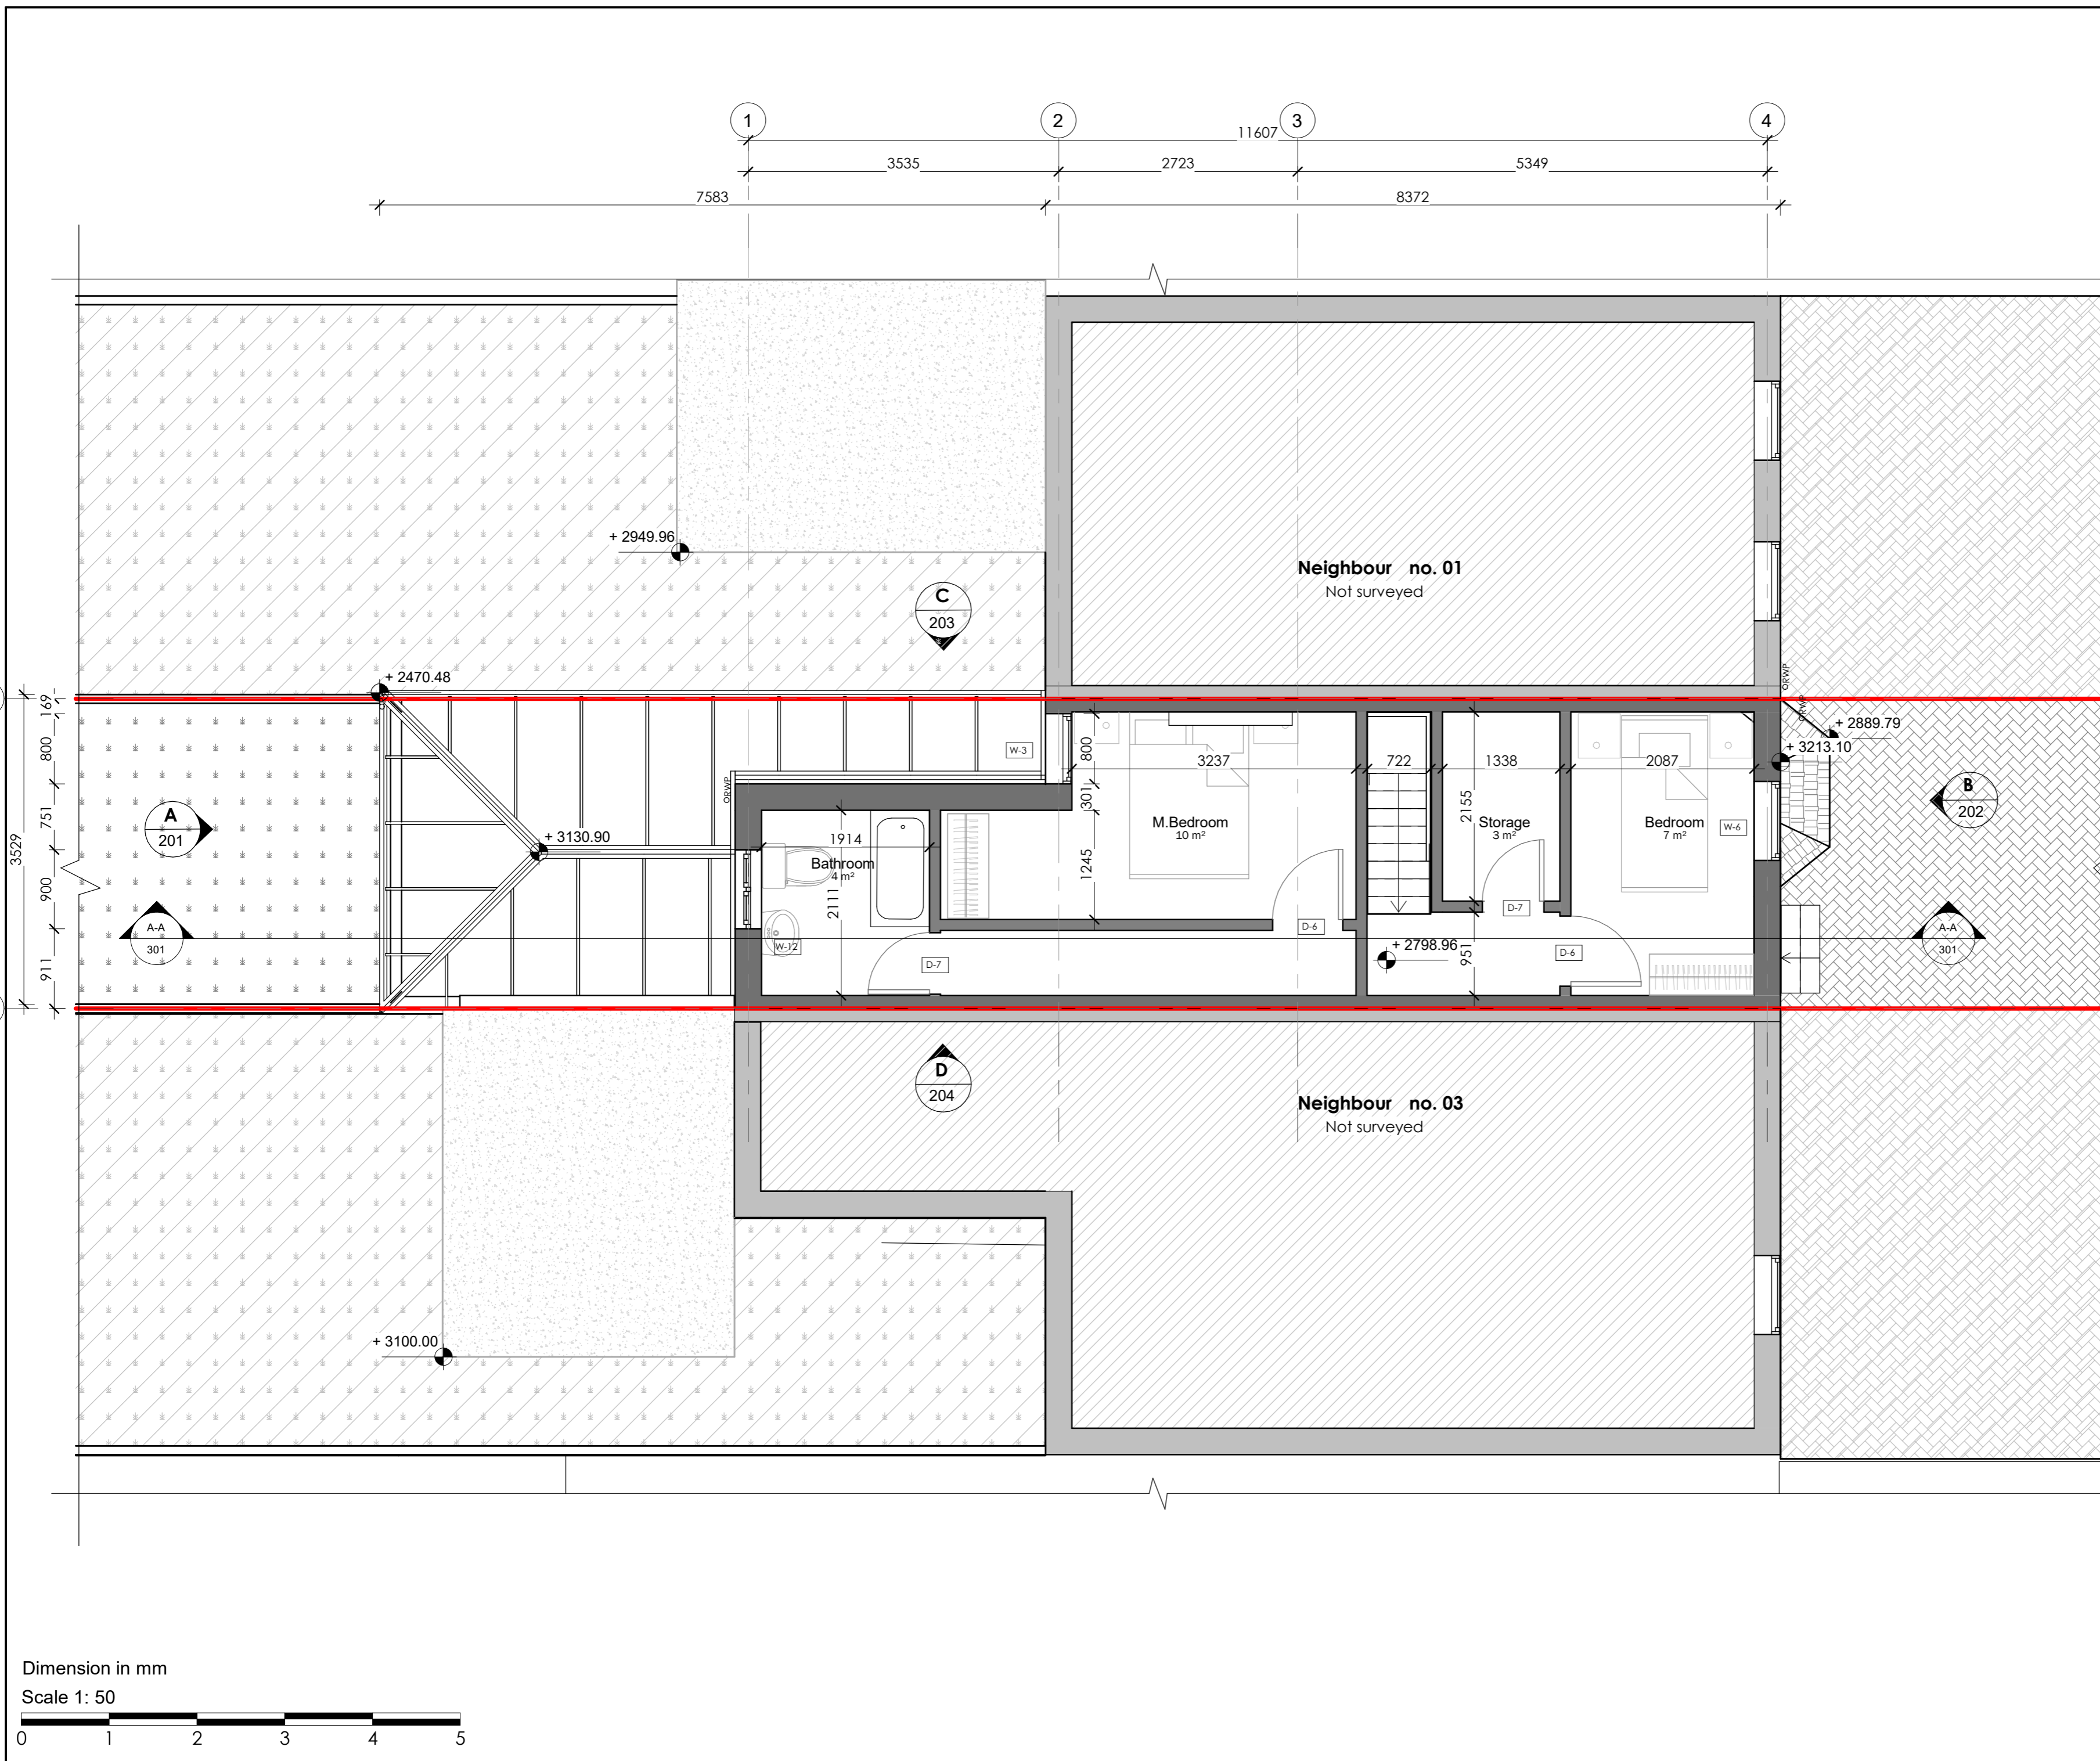 1
2
3
4
11607
3535
2723
5349
7583
8372
+ 2949.96
Neighbour no. 01
Not surveyed
C
203
+ 2470.48
ORWP
ORWP
+ 2889.79
+ 3213.10
W-3
169
800
751
900
911
3529
800
3237
722
1338
2087
301
2155
1245
M.Bedroom
10 m²
Storage
3 m²
Bedroom
7 m²
W-6
B
202
A
201
ORWP
+ 3130.90
1914
Bathroom
4 m²
2111
D-7
D-6
W-12
D-7
D-6
+ 2798.96
951
A-A
301
A-A
301
D
204
Neighbour no. 03
Not surveyed
+ 3100.00
Dimension in mm
Scale 1: 50
0 1 2 3 4 5